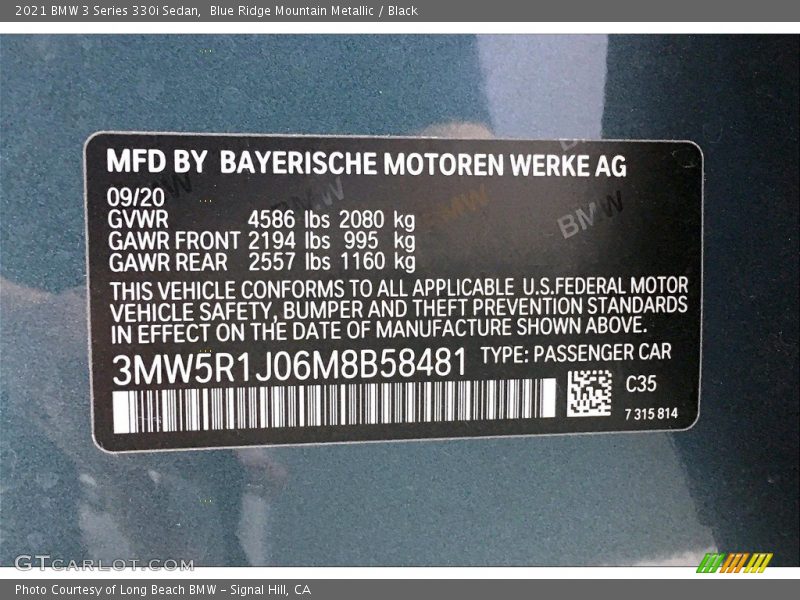 2021 BMW 3 Series 330i Sedan, Blue Ridge Mountain Metallic / Black
MFD BY BAYERISCHE MOTOREN WERKE AG
09/20
GVWR 4586 lbs 2080 kg
GAWR FRONT 2194 lbs 995 kg
GAWR REAR 2557 lbs 1160 kg
THIS VEHICLE CONFORMS TO ALL APPLICABLE U.S.FEDERAL MOTOR
VEHICLE SAFETY, BUMPER AND THEFT PREVENTION STANDARDS
IN EFFECT ON THE DATE OF MANUFACTURE SHOWN ABOVE.
3MW5R1J06M8B58481 TYPE: PASSENGER CAR
C35
7 315 814
BMW
BMW
BMW
GTCARLOT.COM
Photo Courtesy of Long Beach BMW - Signal Hill, CA